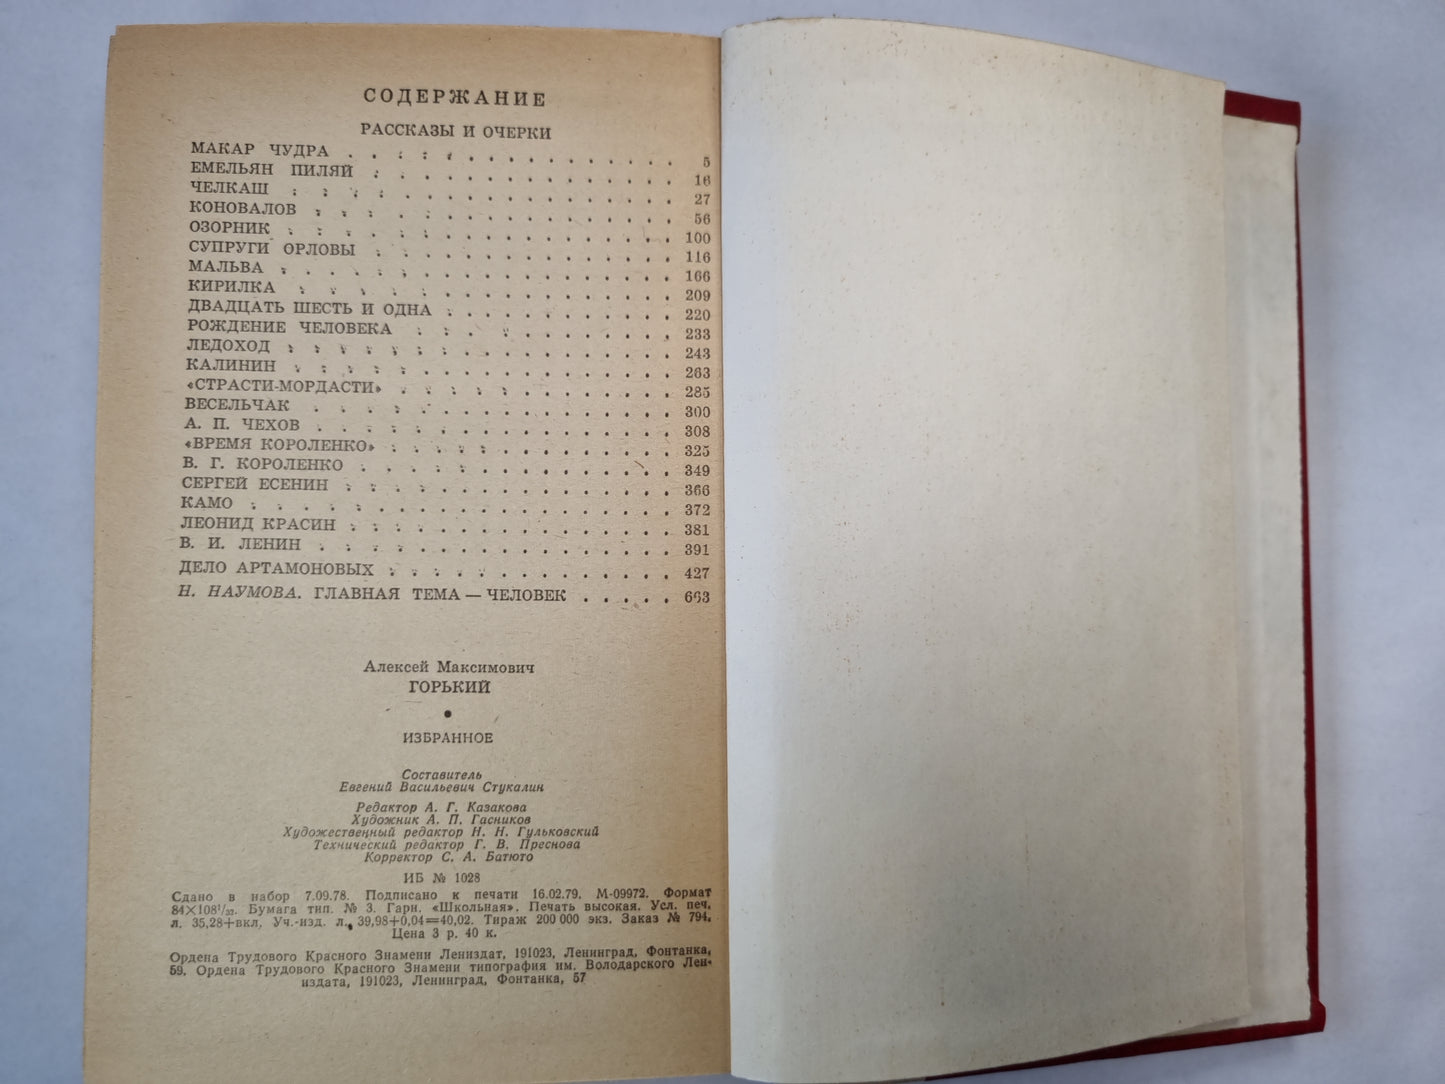 СОДЕРЖАНИЕ
РАССКАЗЫ И ОЧЕРКИ
МАКАР ЧУДРА . . . . . . . . . . . . . . . . . 5
ЕМЕЛЬЯН ПИЛЯЙ . . . . . . . . . . . . . . . . 16
ЧЕЛКАШ . . . . . . . . . . . . . . . . . . . 27
КОНОВАЛОВ . . . . . . . . . . . . . . . . . . 56
ОЗОРНИК . . . . . . . . . . . . . . . . . . . 100
СУПРУГИ ОРЛОВЫ . . . . . . . . . . . . . . . 116
МАЛЬВА . . . . . . . . . . . . . . . . . . . 166
КИРИЛКА . . . . . . . . . . . . . . . . . . . 209
ДВАДЦАТЬ ШЕСТЬ И ОДНА . . . . . . . . . . . . 220
РОЖДЕНИЕ ЧЕЛОВЕКА . . . . . . . . . . . . . . 233
ЛЕДОХОД . . . . . . . . . . . . . . . . . . . 243
КАЛИНИН . . . . . . . . . . . . . . . . . . . 263
«СТРАСТИ-МОРДАСТИ» . . . . . . . . . . . . . 285
ВЕСЕЛЬЧАК . . . . . . . . . . . . . . . . . . 300
А. П. ЧЕХОВ . . . . . . . . . . . . . . . . . 308
«ВРЕМЯ КОРОЛЕНКО» . . . . . . . . . . . . . . 325
В. Г. КОРОЛЕНКО . . . . . . . . . . . . . . . 349
СЕРГЕЙ ЕСЕНИН . . . . . . . . . . . . . . . . 366
КАМО . . . . . . . . . . . . . . . . . . . . 372
ЛЕОНИД КРАСИН . . . . . . . . . . . . . . . . 381
В. И. ЛЕНИН . . . . . . . . . . . . . . . . . 391
ДЕЛО АРТАМОНОВЫХ . . . . . . . . . . . . . . 427
Н. НАУМОВА. ГЛАВНАЯ ТЕМА — ЧЕЛОВЕК . . . . . 663
Алексей Максимович
ГОРЬКИЙ
•
ИЗБРАННОЕ
Составитель
Евгений Васильевич Стукалин
Редактор А. Г. Казакова
Художник А. П. Гасников
Художественный редактор Н. Н. Гульковский
Технический редактор Г. В. Преснова
Корректор С. А. Батюто
ИБ № 1028
Сдано в набор 7.09.78. Подписано к печати 16.02.79. М-09972. Формат
84×108¹/₃₂. Бумага тип. № 3. Гарн. «Школьная». Печать высокая. Усл. печ.
л. 35,28+вкл. Уч.-изд. л. 39,98+0,04=40,02. Тираж 200 000 экз. Заказ № 794.
Цена 3 р. 40 к.
Ордена Трудового Красного Знамени Лениздат, 191023, Ленинград, Фонтанка,
59. Ордена Трудового Красного Знамени типография им. Володарского Лен-
издата, 191023, Ленинград, Фонтанка, 57